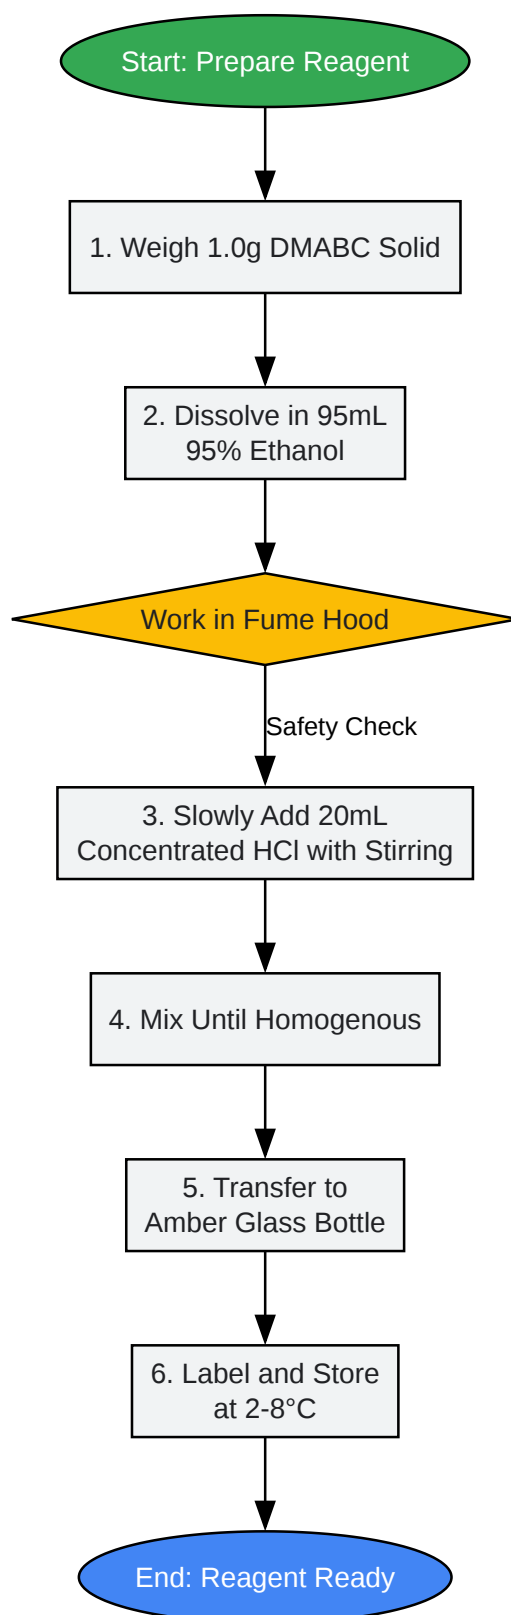 Start: Prepare Reagent
1. Weigh 1.0g DMABC Solid
2. Dissolve in 95mL
95% Ethanol
Work in Fume Hood
Safety Check
3. Slowly Add 20mL
Concentrated HCl with Stirring
4. Mix Until Homogenous
5. Transfer to
Amber Glass Bottle
6. Label and Store
at 2-8°C
End: Reagent Ready